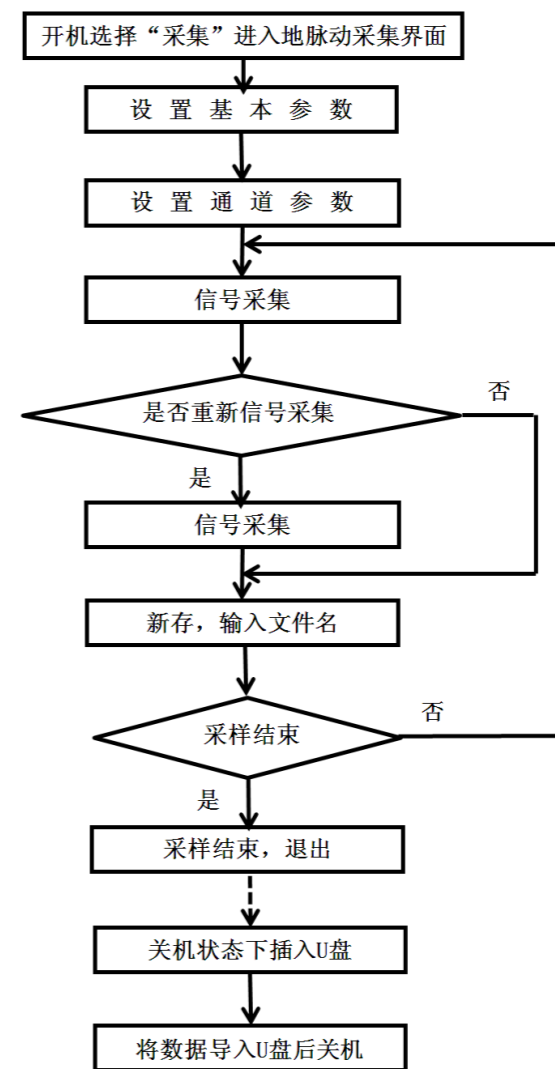 开机选择“采集”进入地脉动采集界面
设置基本参数
设置通道参数
信号采集
是否重新信号采集
否
是
信号采集
新存，输入文件名
采样结束
否
是
采样结束，退出
关机状态下插入U盘
将数据导入U盘后关机